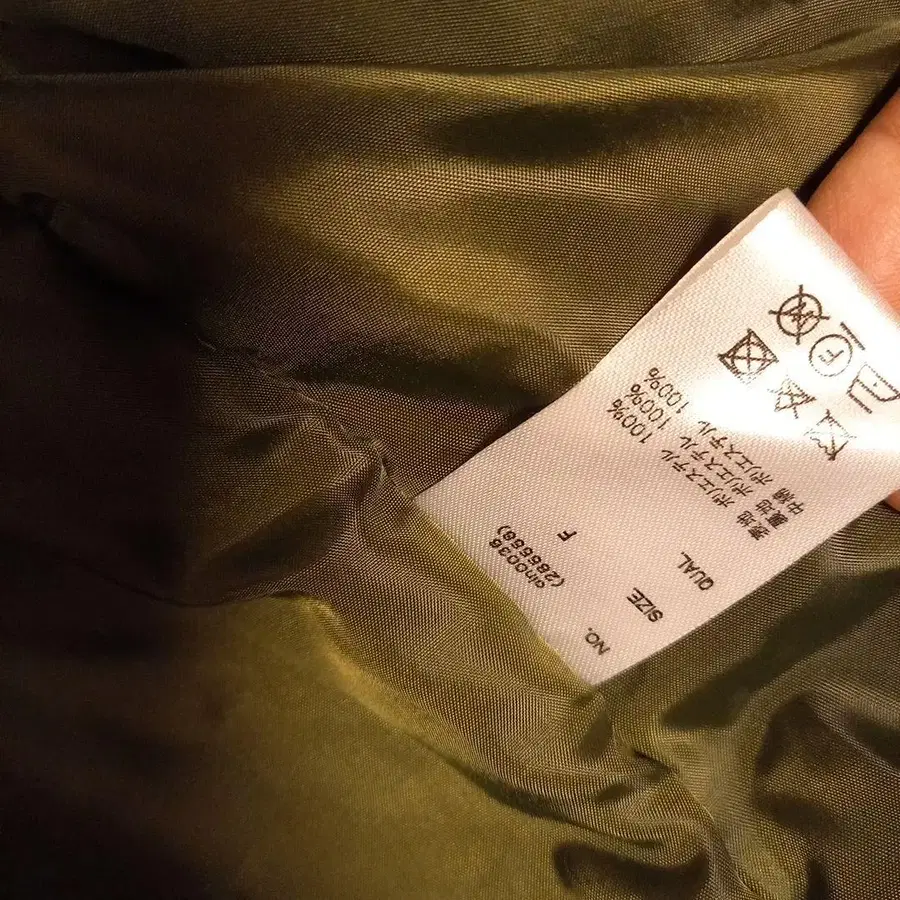 NO. ain0036
SIZE F
QUAL 表地 ポリエステル 100%
裏地 ポリエステル 100%
中綿 ポリエステル 100%
F
W